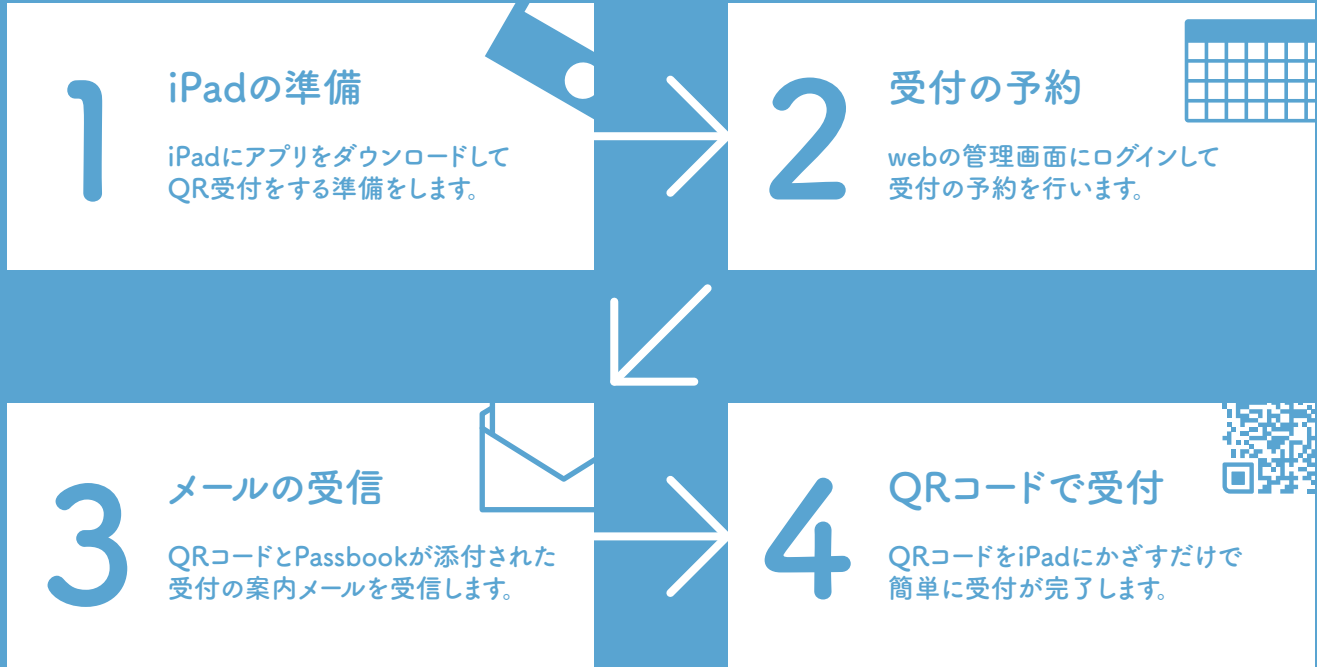 1
iPadの準備
iPadにアプリをダウンロードして
QR受付をする準備をします。
2
受付の予約
webの管理画面にログインして
受付の予約を行います。
3
メールの受信
QRコードとPassbookが添付された
受付の案内メールを受信します。
4
QRコードで受付
QRコードをiPadにかざすだけで
簡単に受付が完了します。